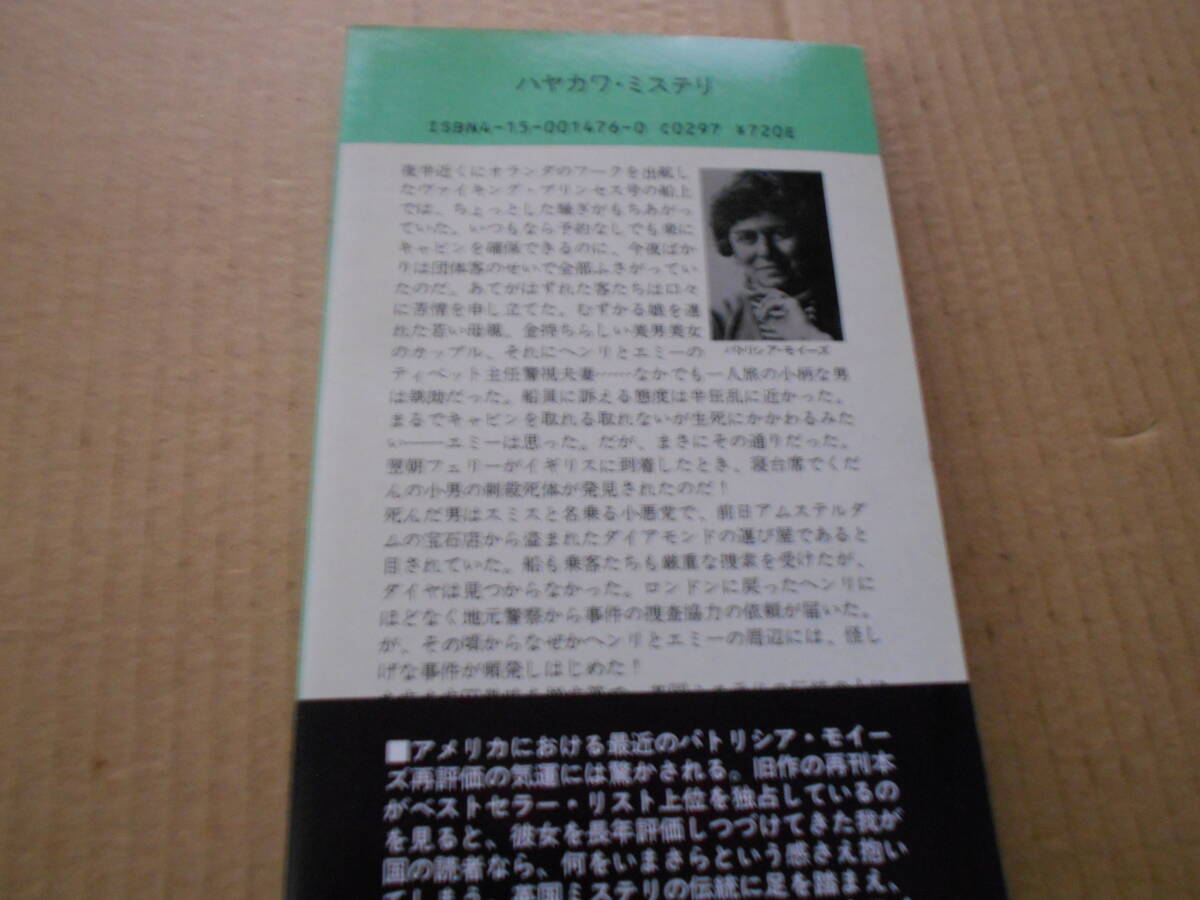 ハヤカワ・ミステリ
ISBN4-15-001476-0 C0297 ¥720E
夜半近くにオランダのフークを出航し
たヴァイキング・プリンセス号の船上
では、ちょっとした騒ぎがもちあがっ
ていた。いつもなら予約なしでも楽に
キャビンを確保できるのに、今夜ばか
りは団体客のせいで全部ふさがってい
たのだ。あてがはずれた客たちは口々
に苦情を申し立てた。むずかる娘を連
れた若い母親、金持ちらしい美男美女
のカップル、それにヘンリとエミーの
ティベット主任警視夫妻……なかでも一人旅の小柄な男
は執拗だった。船員に訴える態度は半狂乱に近かった。
まるでキャビンを取れる取れないが生死にかかわるみた
い――エミーは思った。だが、まさにその通りだった。
翌朝フェリーがイギリスに到着したとき、寝台席でくだ
んの小男の刺殺死体が発見されたのだ！
死んだ男はスミスと名乗る小悪党で、前日アムステルダ
ムの宝石店から盗まれたダイアモンドの運び屋であると
目されていた。船も乗客たちも厳重な捜索を受けたが、
ダイヤは見つからなかった。ロンドンに戻ったヘンリに
ほどなく地元警察から事件の捜査協力の依頼が届いた。
が、その頃からなぜかヘンリとエミーの周辺には、怪し
げな事件が頻発しはじめた！
パトリシア・モイーズ
■アメリカにおける最近のパトリシア・モイー
ズ再評価の気運には驚かされる。旧作の再刊本
がベストセラー・リスト上位を独占しているの
を見ると、彼女を長年評価しつづけてきた我が
国の読者なら、何をいまさらという感さえ抱い
てしまう。英国ミステリの伝統に足を踏まえ、